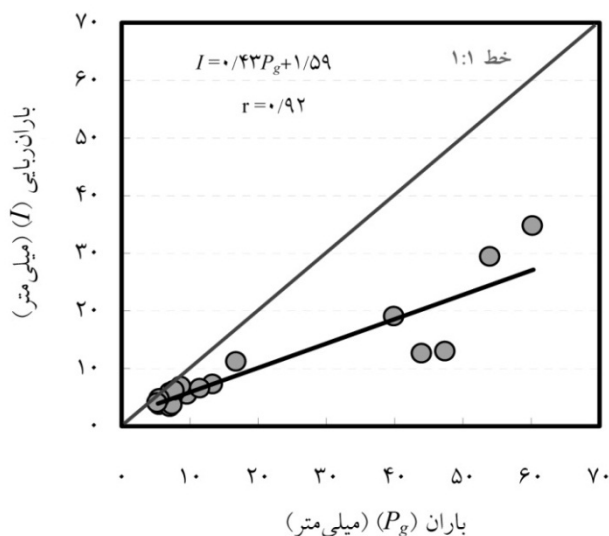 ۷۰
۶۰
۵۰
۴۰
۳۰
۲۰
۱۰
۰
باران‌ربایی (I) (میلی‌متر)
I=۰/۴۳Pg+۱/۵۹
r=۰/۹۲
خط ۱:۱
۰ ۱۰ ۲۰ ۳۰ ۴۰ ۵۰ ۶۰ ۷۰
باران (Pg) (میلی‌متر)